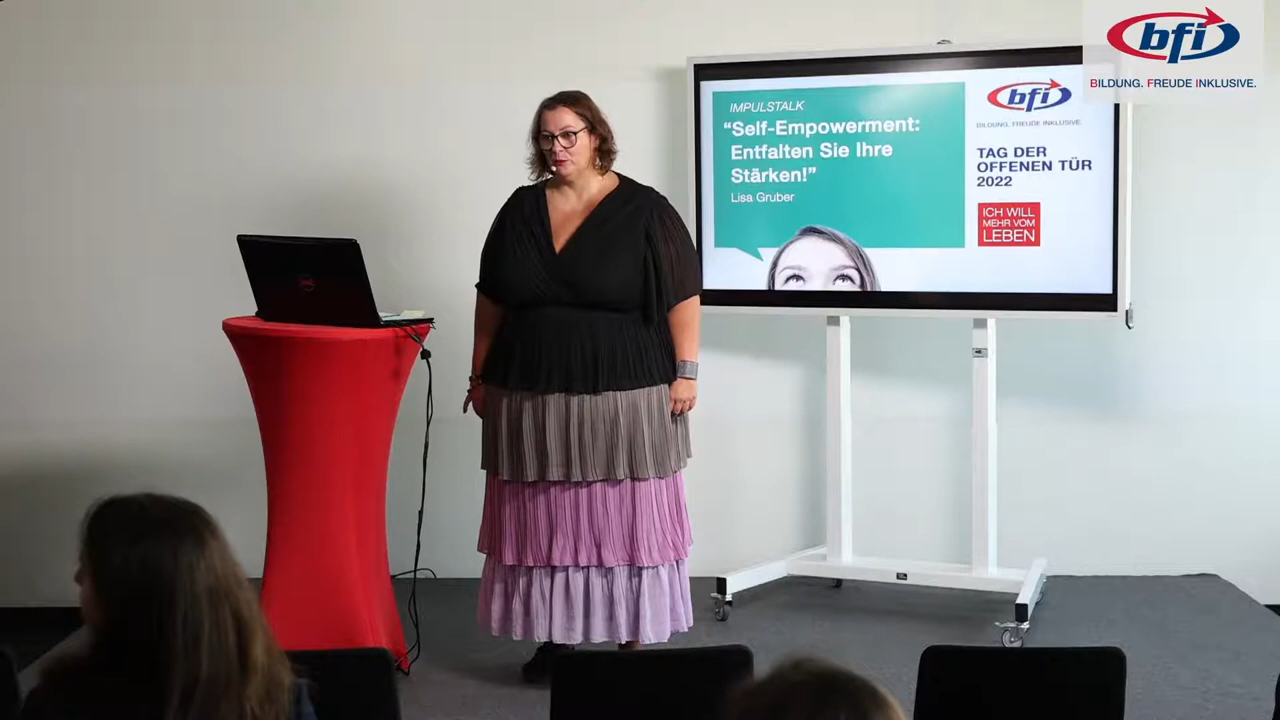 bfi
BILDUNG. FREUDE INKLUSIVE.
IMPULSTALK
“Self-Empowerment:
Entfalten Sie Ihre
Stärken!”
Lisa Gruber
bfi
BILDUNG. FREUDE INKLUSIVE.
TAG DER
OFFENEN TÜR
2022
ICH WILL
MEHR VOM
LEBEN